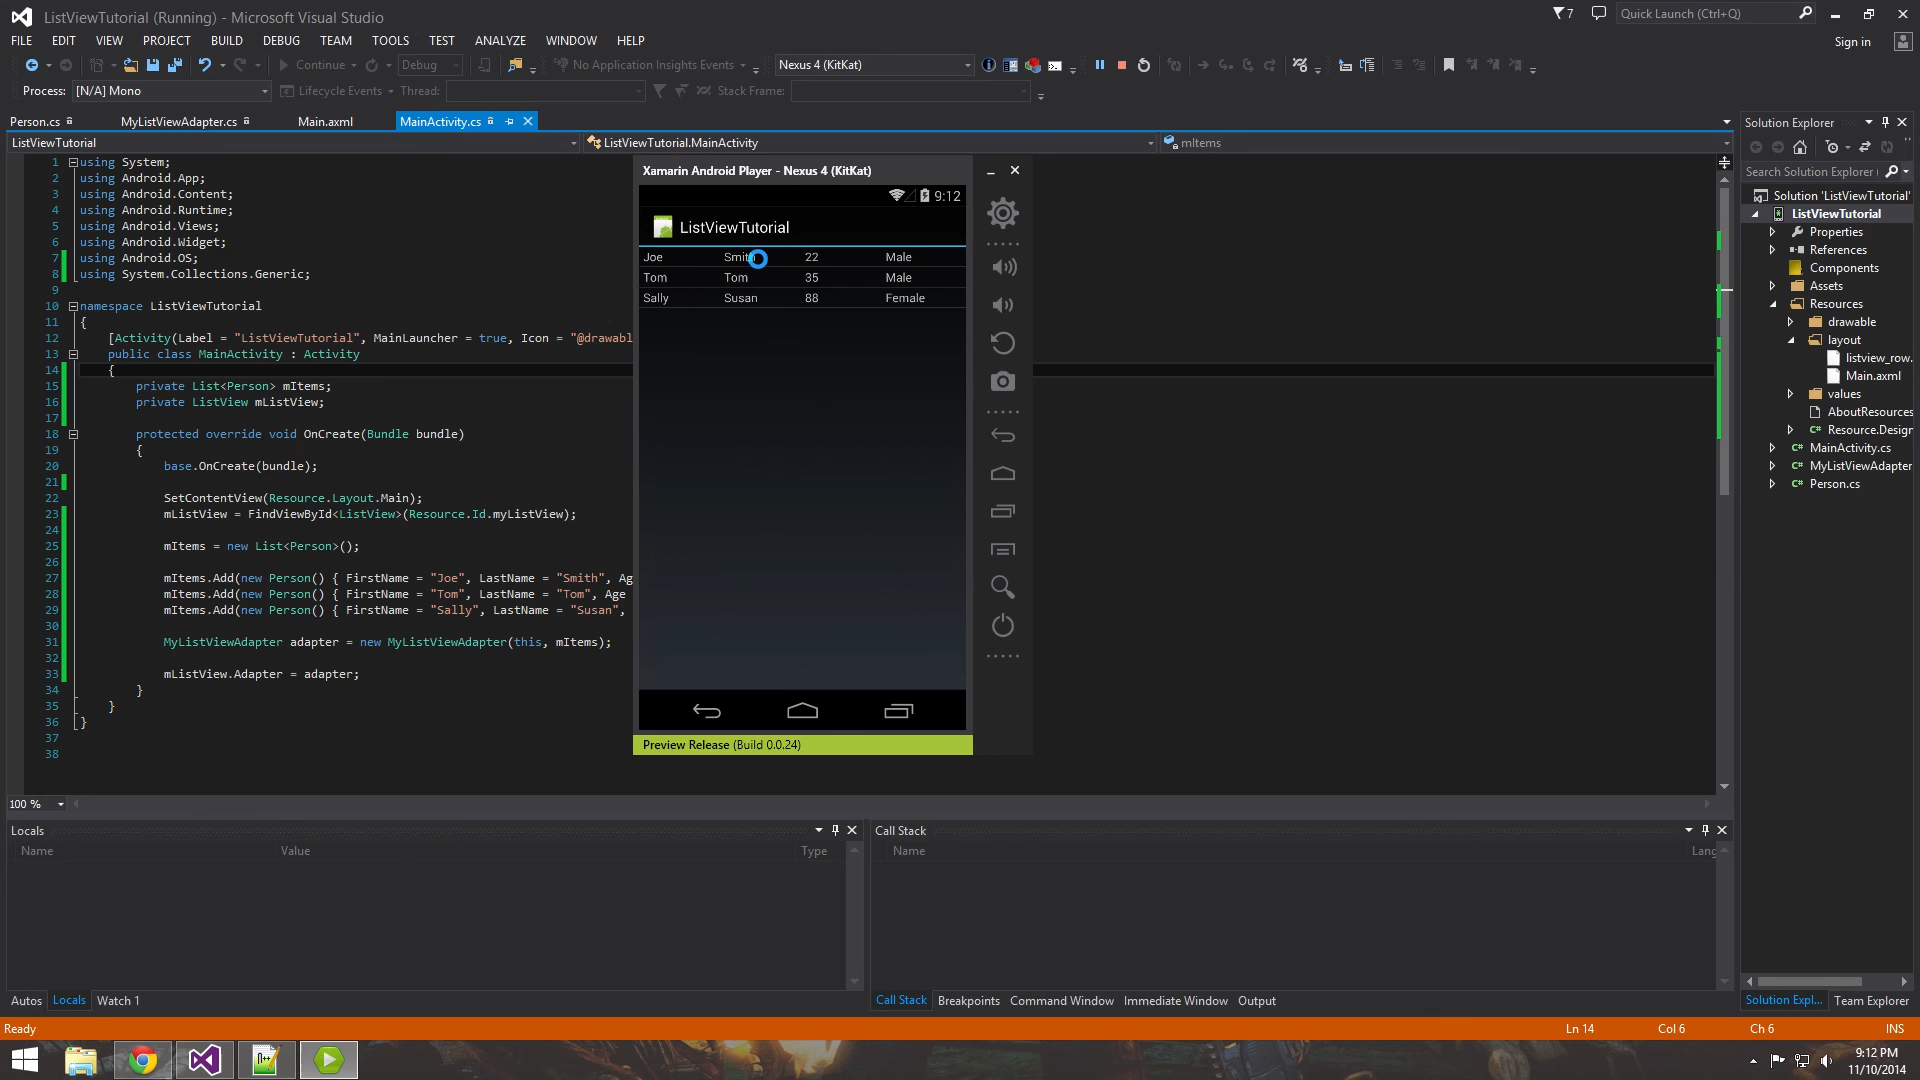 ListViewTutorial (Running) - Microsoft Visual Studio
7
Quick Launch (Ctrl+Q)
FILE EDIT VIEW PROJECT BUILD DEBUG TEAM TOOLS TEST ANALYZE WINDOW HELP
Sign in
Continue Debug No Application Insights Events Nexus 4 (KitKat)
Process: [N/A] Mono Lifecycle Events Thread: Stack Frame:
Person.cs MyListViewAdapter.cs Main.axml MainActivity.cs
ListViewTutorial ListViewTutorial.MainActivity mItems
1 using System;
2 using Android.App;
3 using Android.Content;
4 using Android.Runtime;
5 using Android.Views;
6 using Android.Widget;
7 using Android.OS;
8 using System.Collections.Generic;
9
10 namespace ListViewTutorial
11 {
12 [Activity(Label = "ListViewTutorial", MainLauncher = true, Icon = "@drawabl
13 public class MainActivity : Activity
14 {
15 private List<Person> mItems;
16 private ListView mListView;
17
18 protected override void OnCreate(Bundle bundle)
19 {
20 base.OnCreate(bundle);
21
22 SetContentView(Resource.Layout.Main);
23 mListView = FindViewById<ListView>(Resource.Id.myListView);
24
25 mItems = new List<Person>();
26
27 mItems.Add(new Person() { FirstName = "Joe", LastName = "Smith", Ag
28 mItems.Add(new Person() { FirstName = "Tom", LastName = "Tom", Age
29 mItems.Add(new Person() { FirstName = "Sally", LastName = "Susan",
30
31 MyListViewAdapter adapter = new MyListViewAdapter(this, mItems);
32
33 mListView.Adapter = adapter;
34 }
35 }
36 }
37
38
Xamarin Android Player - Nexus 4 (KitKat)
9:12
ListViewTutorial
Joe Smith 22 Male
Tom Tom 35 Male
Sally Susan 88 Female
Preview Release (Build 0.0.24)
Solution Explorer
Search Solution Explorer (
Solution 'ListViewTutorial'
ListViewTutorial
Properties
References
Components
Assets
Resources
drawable
layout
listview_row.
Main.axml
values
AboutResources
Resource.Design
MainActivity.cs
MyListViewAdapter
Person.cs
100 %
Locals
Name Value Type
Call Stack
Name Lang
Autos Locals Watch 1
Call Stack Breakpoints Command Window Immediate Window Output
Solution Expl... Team Explorer
Ready Ln 14 Col 6 Ch 6 INS
9:12 PM
11/10/2014